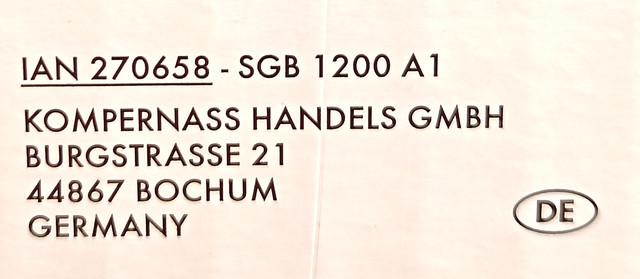 IAN 270658 - SGB 1200 A1
KOMPERNASS HANDELS GMBH
BURGSTRASSE 21
44867 BOCHUM
GERMANY
DE